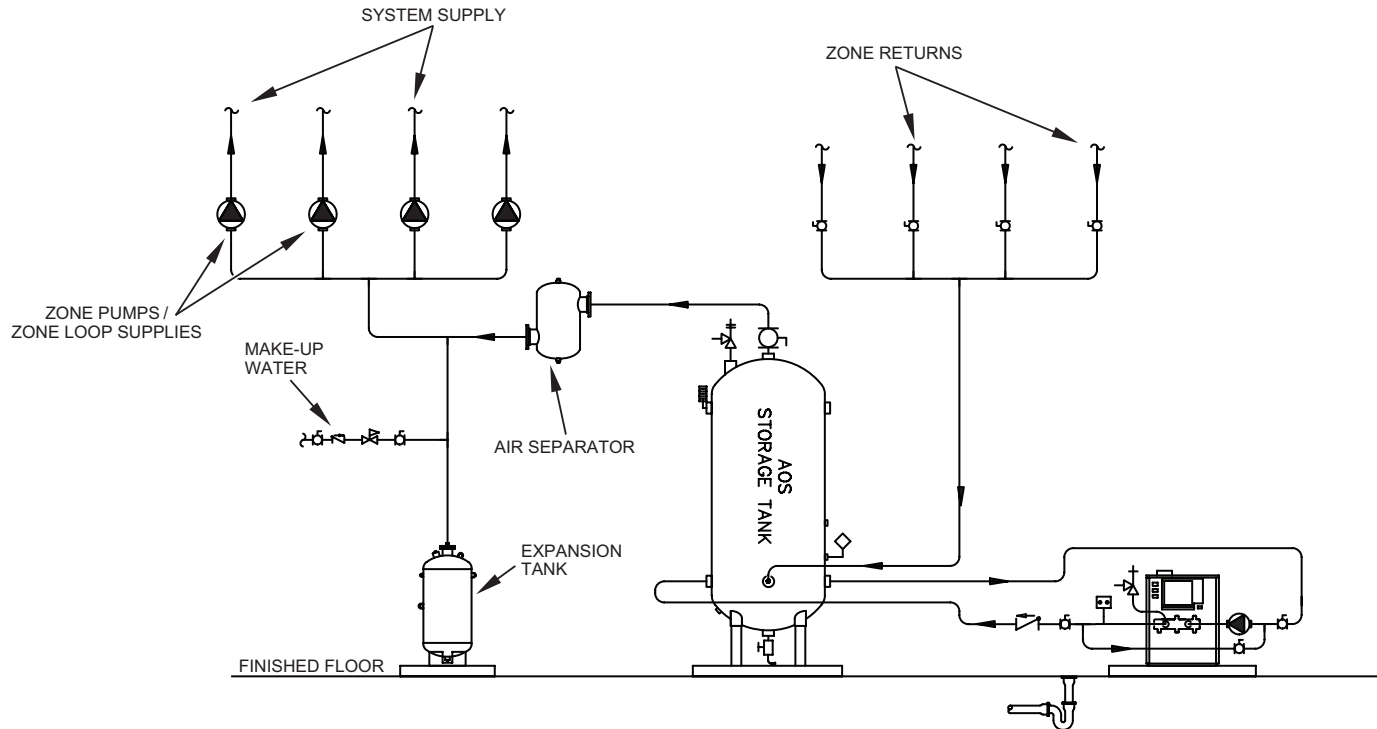 SYSTEM SUPPLY
ZONE RETURNS
ZONE PUMPS /
ZONE LOOP SUPPLIES
MAKE-UP
WATER
AIR SEPARATOR
AOS
STORAGE TANK
EXPANSION
TANK
FINISHED FLOOR